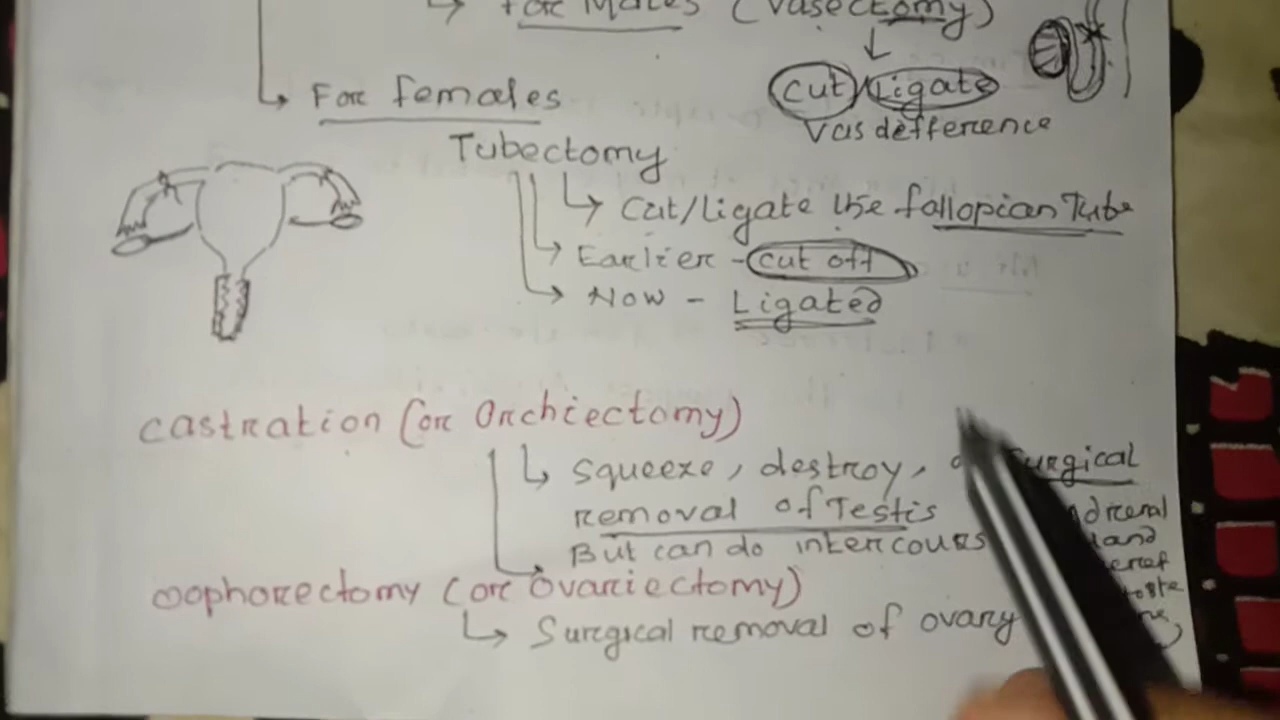 ↳ For Males (Vasectomy)
↓
Cut/Ligate
Vas defference
For females
Tubectomy
Cut/Ligate the fallopian Tube
Earlier - cut off
Now - Ligated
Castration (or Orchiectomy)
Squeeze, destroy, Surgical
removal of Testis
But can do intercours
oophorectomy (or Ovariectomy)
Surgical removal of ovary